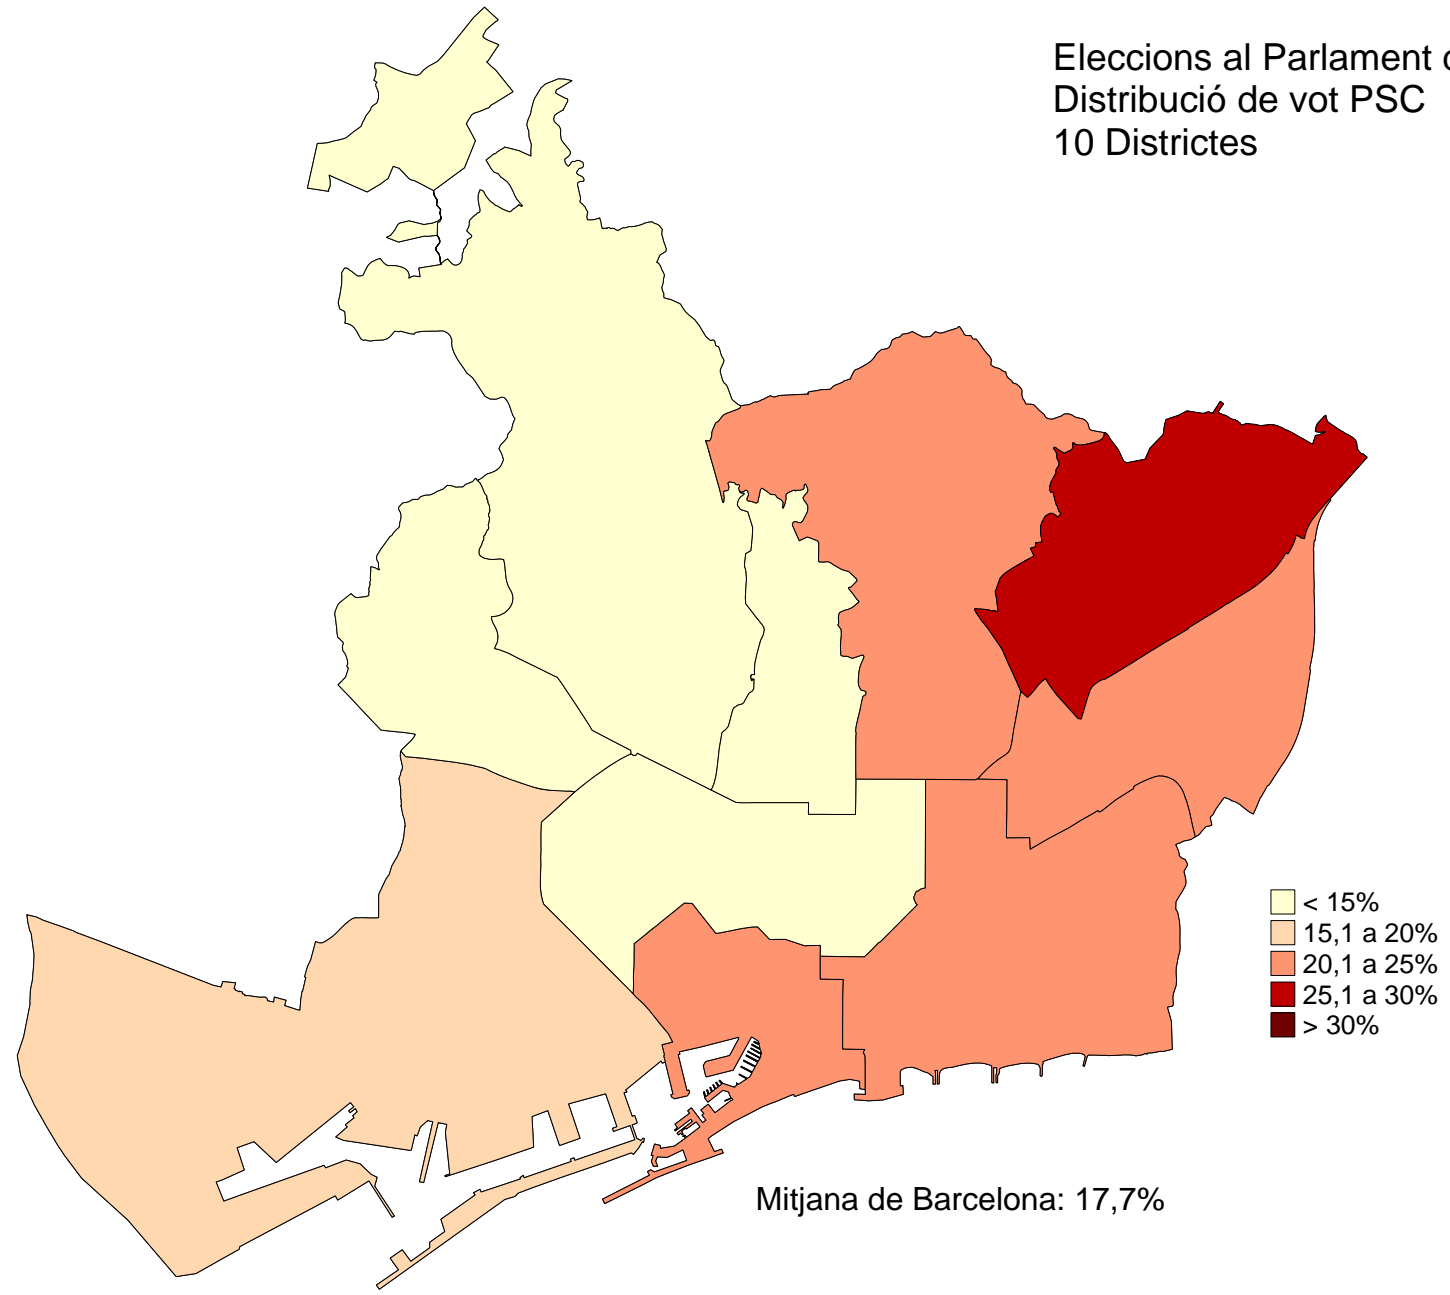 Eleccions al Parlament
Distribució de vot PSC
10 Districtes
< 15%
15,1 a 20%
20,1 a 25%
25,1 a 30%
> 30%
Mitjana de Barcelona: 17,7%